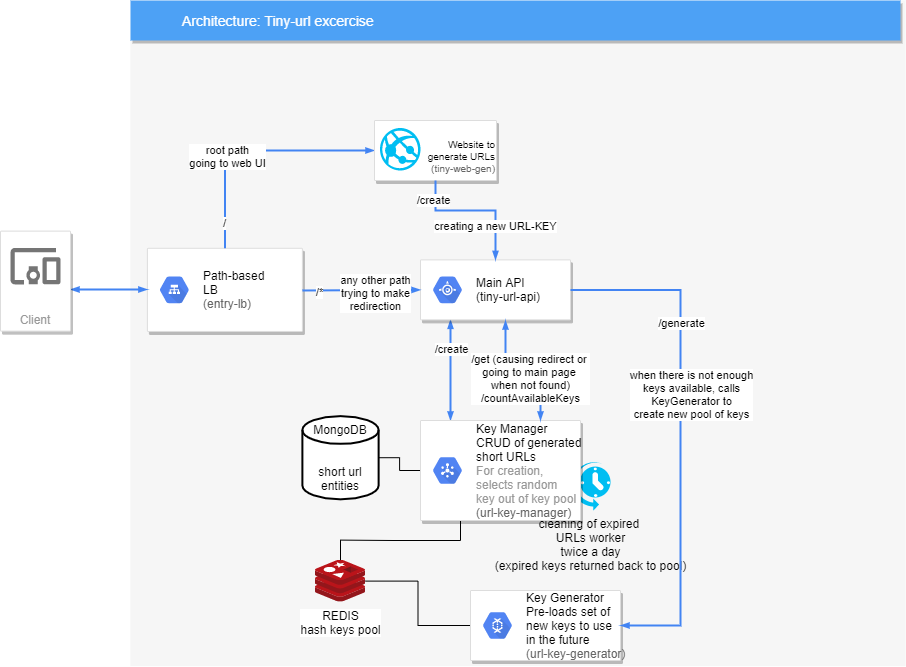 Architecture: Tiny-url excercise
root path
going to web UI
Website to
generate URLs
(tiny-web-gen)
/create
/
creating a new URL-KEY
Client
Path-based
LB
(entry-lb)
/*
any other path
trying to make
redirection
Main API
(tiny-url-api)
/generate
/create
/get (causing redirect or
going to main page
when not found)
/countAvailableKeys
when there is not enough
keys available, calls
KeyGenerator to
create new pool of keys
MongoDB
short url
entities
Key Manager
CRUD of generated
short URLs
For creation,
selects random
key out of key pool
(url-key-manager)
cleaning of expired
URLs worker
twice a day
(expired keys returned back to pool)
REDIS
hash keys pool
Key Generator
Pre-loads set of
new keys to use
in the future
(url-key-generator)